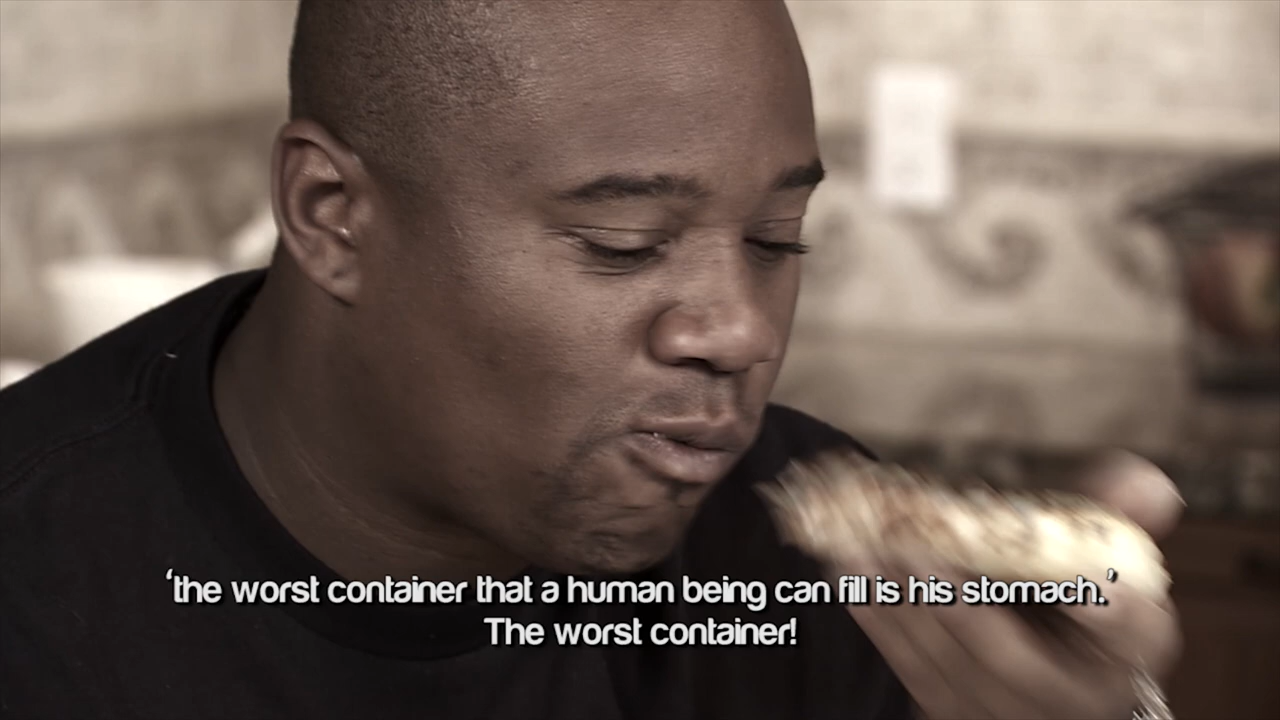 ‘the worst container that a human being can fill is his stomach.’
The worst container!